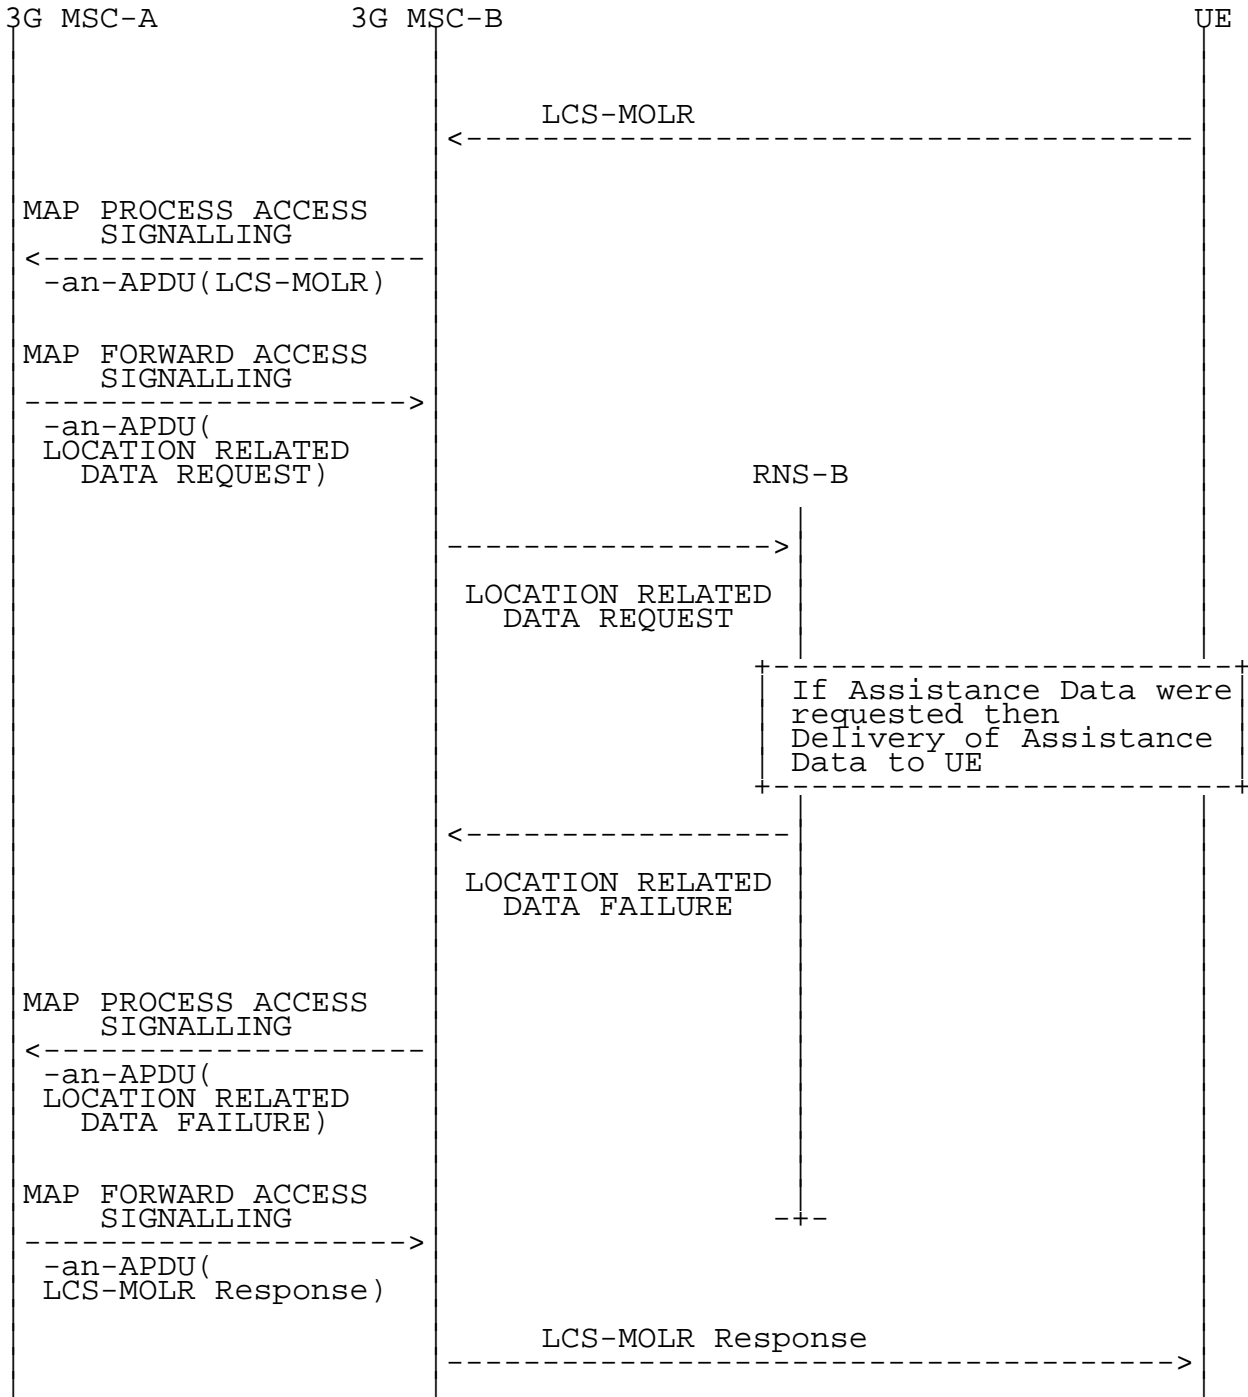 3G MSC-A 3G MSC-B UE
LCS-MOLR
MAP PROCESS ACCESS
SIGNALLING
-an-APDU(LCS-MOLR)
MAP FORWARD ACCESS
SIGNALLING
-an-APDU(
LOCATION RELATED
DATA REQUEST)
RNS-B
LOCATION RELATED
DATA REQUEST
If Assistance Data were
requested then
Delivery of Assistance
Data to UE
LOCATION RELATED
DATA FAILURE
MAP PROCESS ACCESS
SIGNALLING
-an-APDU(
LOCATION RELATED
DATA FAILURE)
MAP FORWARD ACCESS
SIGNALLING
-an-APDU(
LCS-MOLR Response)
LCS-MOLR Response